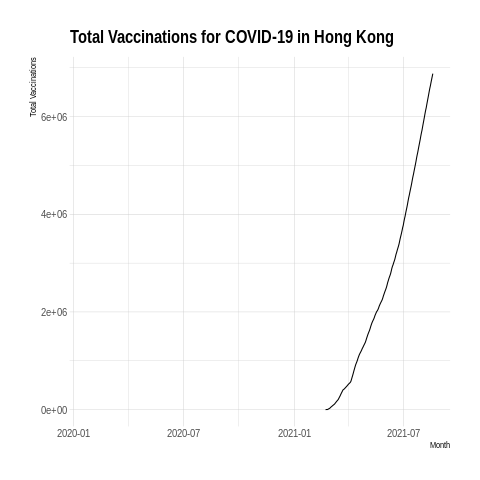 Total Vaccinations for COVID-19 in Hong Kong
Total Vaccinations
6e+06
4e+06
2e+06
0e+00
2020-01
2020-07
2021-01
2021-07
Month